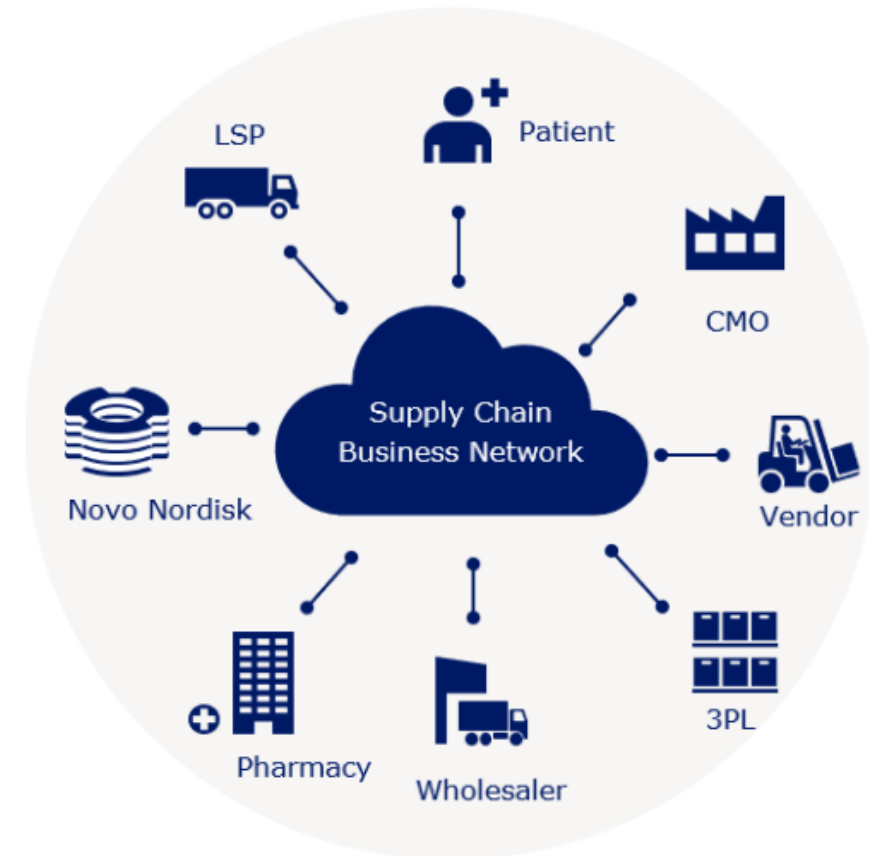 LSP
Patient
CMO
Supply Chain
Business Network
Novo Nordisk
Vendor
3PL
Pharmacy
Wholesaler